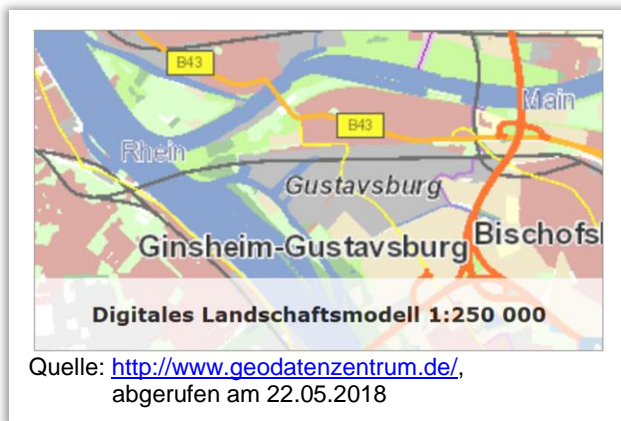 B43
Main
B43
Rhein
Gustavsburg
Ginsheim-Gustavsburg
Bischofsl
Digitales Landschaftsmodell 1:250 000
Quelle: http://www.geodatenzentrum.de/,
abgerufen am 22.05.2018